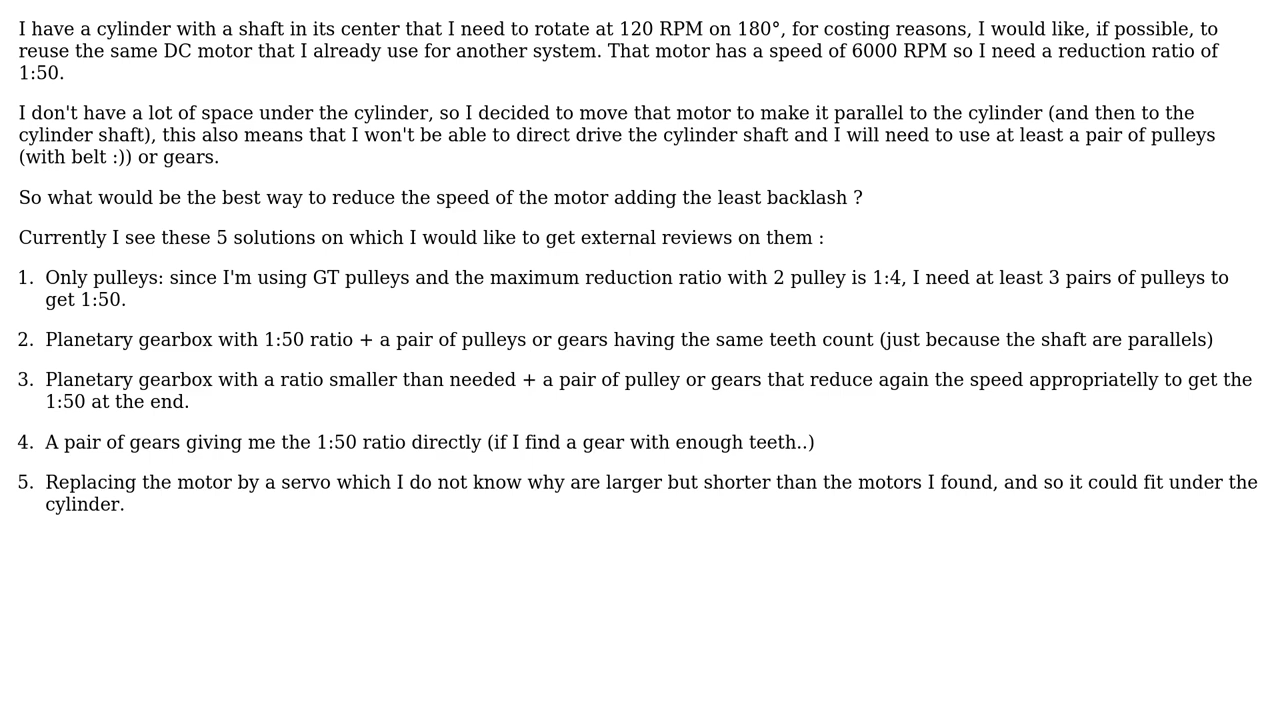 I have a cylinder with a shaft in its center that I need to rotate at 120 RPM on 180°, for costing reasons, I would like, if possible, to
reuse the same DC motor that I already use for another system. That motor has a speed of 6000 RPM so I need a reduction ratio of
1:50.
I don't have a lot of space under the cylinder, so I decided to move that motor to make it parallel to the cylinder (and then to the
cylinder shaft), this also means that I won't be able to direct drive the cylinder shaft and I will need to use at least a pair of pulleys
(with belt :)) or gears.
So what would be the best way to reduce the speed of the motor adding the least backlash ?
Currently I see these 5 solutions on which I would like to get external reviews on them :
1. Only pulleys: since I'm using GT pulleys and the maximum reduction ratio with 2 pulley is 1:4, I need at least 3 pairs of pulleys to
get 1:50.
2. Planetary gearbox with 1:50 ratio + a pair of pulleys or gears having the same teeth count (just because the shaft are parallels)
3. Planetary gearbox with a ratio smaller than needed + a pair of pulley or gears that reduce again the speed appropriatelly to get the
1:50 at the end.
4. A pair of gears giving me the 1:50 ratio directly (if I find a gear with enough teeth..)
5. Replacing the motor by a servo which I do not know why are larger but shorter than the motors I found, and so it could fit under the
cylinder.